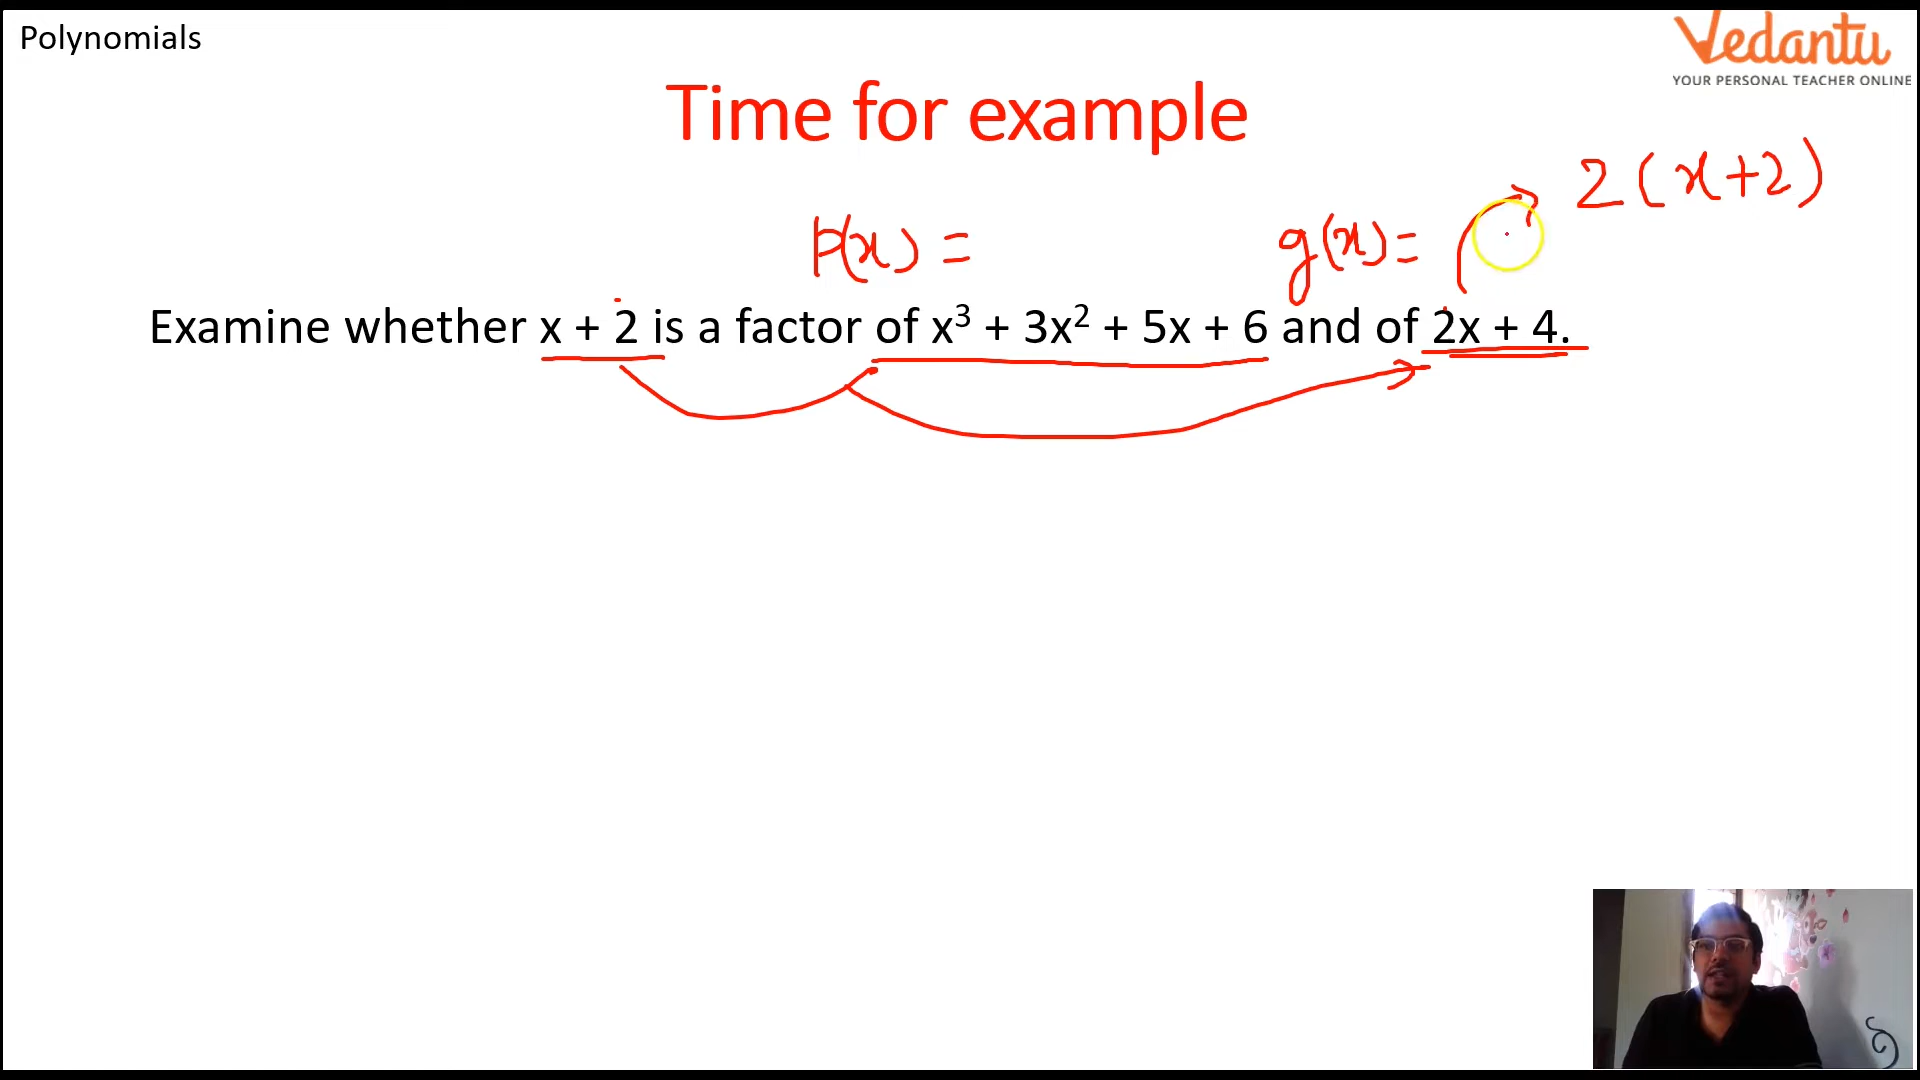 Polynomials
Vedantu
YOUR PERSONAL TEACHER ONLINE
Time for example
2(x+2)
p(x) = g(x) =
Examine whether x + 2 is a factor of x³ + 3x² + 5x + 6 and of 2x + 4.